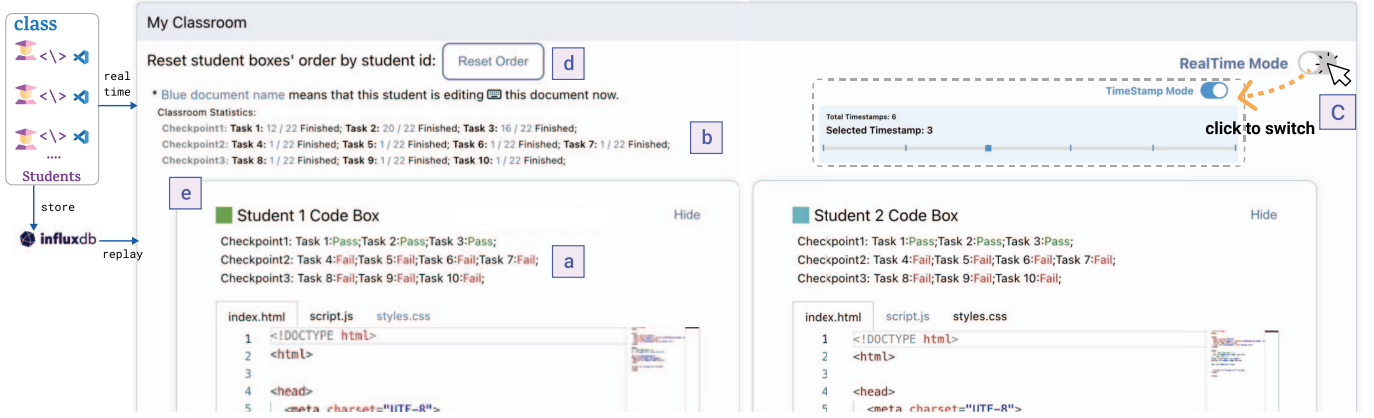 class
<\>
<\>
<\>
....
Students
real
time
store
influxdb
replay
My Classroom
Reset student boxes' order by student id: Reset Order
d
RealTime Mode
TimeStamp Mode
C
click to switch
* Blue document name means that this student is editing ⌨ this document now.
Classroom Statistics:
Checkpoint1: Task 1: 12 / 22 Finished; Task 2: 20 / 22 Finished; Task 3: 16 / 22 Finished;
Checkpoint2: Task 4: 1 / 22 Finished; Task 5: 1 / 22 Finished; Task 6: 1 / 22 Finished; Task 7: 1 / 22 Finished;
Checkpoint3: Task 8: 1 / 22 Finished; Task 9: 1 / 22 Finished; Task 10: 1 / 22 Finished;
b
Total Timestamps: 6
Selected Timestamp: 3
e
Student 1 Code Box
Hide
Checkpoint1: Task 1:Pass;Task 2:Pass;Task 3:Pass;
Checkpoint2: Task 4:Fail;Task 5:Fail;Task 6:Fail;Task 7:Fail;
Checkpoint3: Task 8:Fail;Task 9:Fail;Task 10:Fail;
a
index.html script.js styles.css
1 <!DOCTYPE html>
2 <html>
3
4 <head>
5 <meta charset="UTF-8">
Student 2 Code Box
Hide
Checkpoint1: Task 1:Pass;Task 2:Pass;Task 3:Pass;
Checkpoint2: Task 4:Fail;Task 5:Fail;Task 6:Fail;Task 7:Fail;
Checkpoint3: Task 8:Fail;Task 9:Fail;Task 10:Fail;
index.html script.js styles.css
1 <!DOCTYPE html>
2 <html>
3
4 <head>
5 <meta charset="UTF-8">